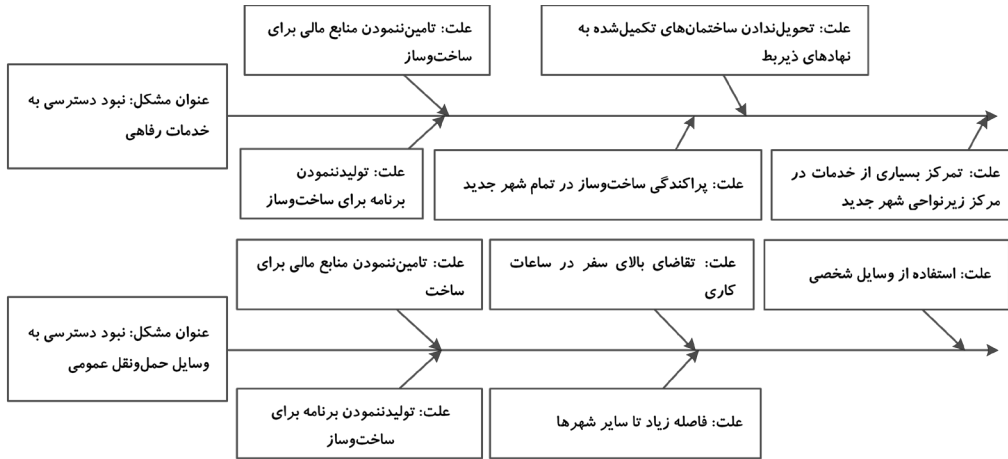 علت: تامین‌ننمودن منابع مالی برای
ساخت‌وساز
علت: تحویل‌ندادن ساختمان‌های تکمیل‌شده به
نهادهای ذیربط
عنوان مشکل: نبود دسترسی به
خدمات رفاهی
علت: تولیدننمودن
برنامه برای ساخت‌وساز
علت: پراکندگی ساخت‌وساز در تمام شهر جدید
علت: تمرکز بسیاری از خدمات در
مرکز زیرنواحی شهر جدید
علت: تامین‌ننمودن منابع مالی برای
ساخت
علت: تقاضای بالای سفر در ساعات
کاری
علت: استفاده از وسایل شخصی
عنوان مشکل: نبود دسترسی به
وسایل حمل‌ونقل عمومی
علت: تولیدننمودن برنامه برای
ساخت‌وساز
علت: فاصله زیاد تا سایر شهرها